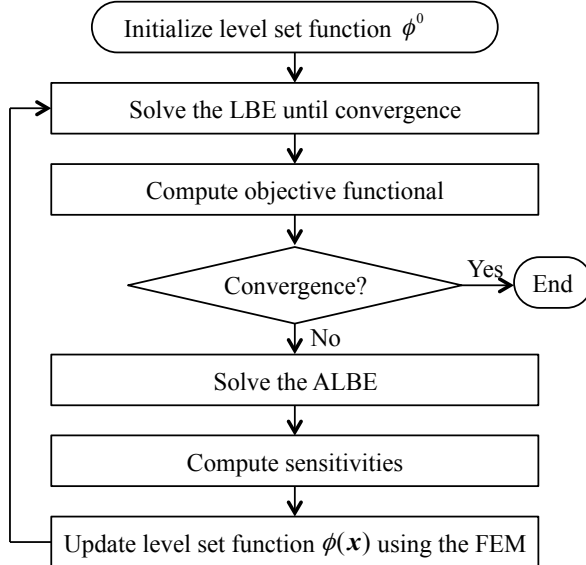 Initialize level set function ϕ⁰
Solve the LBE until convergence
Compute objective functional
Convergence?
Yes
End
No
Solve the ALBE
Compute sensitivities
Update level set function ϕ(x) using the FEM